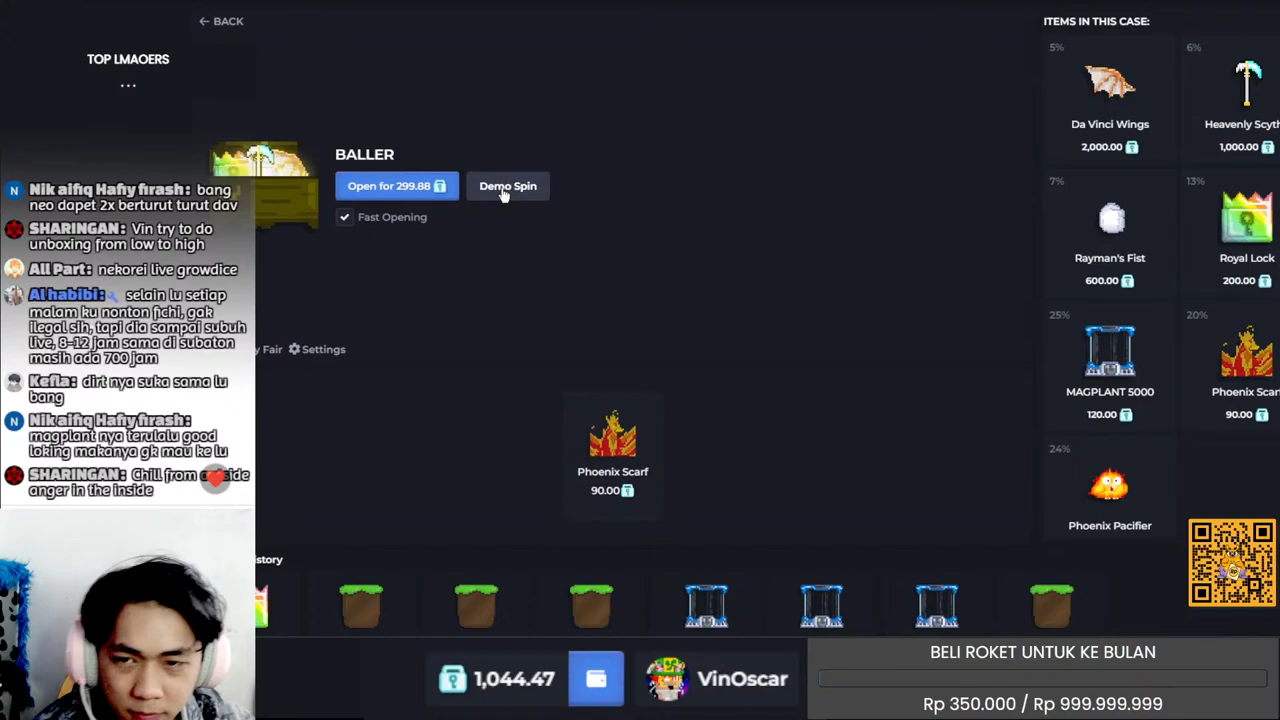 BACK
TOP LMAOERS
...
BALLER
Open for 299.88
Demo Spin
Fast Opening
y Fair
Settings
Phoenix Scarf
90.00
istory
ITEMS IN THIS CASE:
5%
Da Vinci Wings
2,000.00
6%
Heavenly Scyth
1,000.00
7%
Rayman's Fist
600.00
13%
Royal Lock
200.00
25%
MAGPLANT 5000
120.00
20%
Phoenix Scar
90.00
24%
Phoenix Pacifier
N
Nik aifiq Hafiy firash: bang
neo dapet 2x berturut turut dav
SHARINGAN: Vin try to do
unboxing from low to high
All Part: nekorei live growdice
Al habibi: selain lu setiap
malam ku nonton fichi, gak
ilegal sih, tapi dia sampai subuh
live, 8-12 jam sama di subaton
masih ada 700 jam
Kefla: dirt nya suka sama lu
bang
N
Nik aifiq Hafiy firash:
magplant nya terulalu good
loking makanya gk mau ke lu
SHARINGAN: Chill from
anger in the inside
1,044.47
VinOscar
BELI ROKET UNTUK KE BULAN
Rp 350.000 / Rp 999.999.999